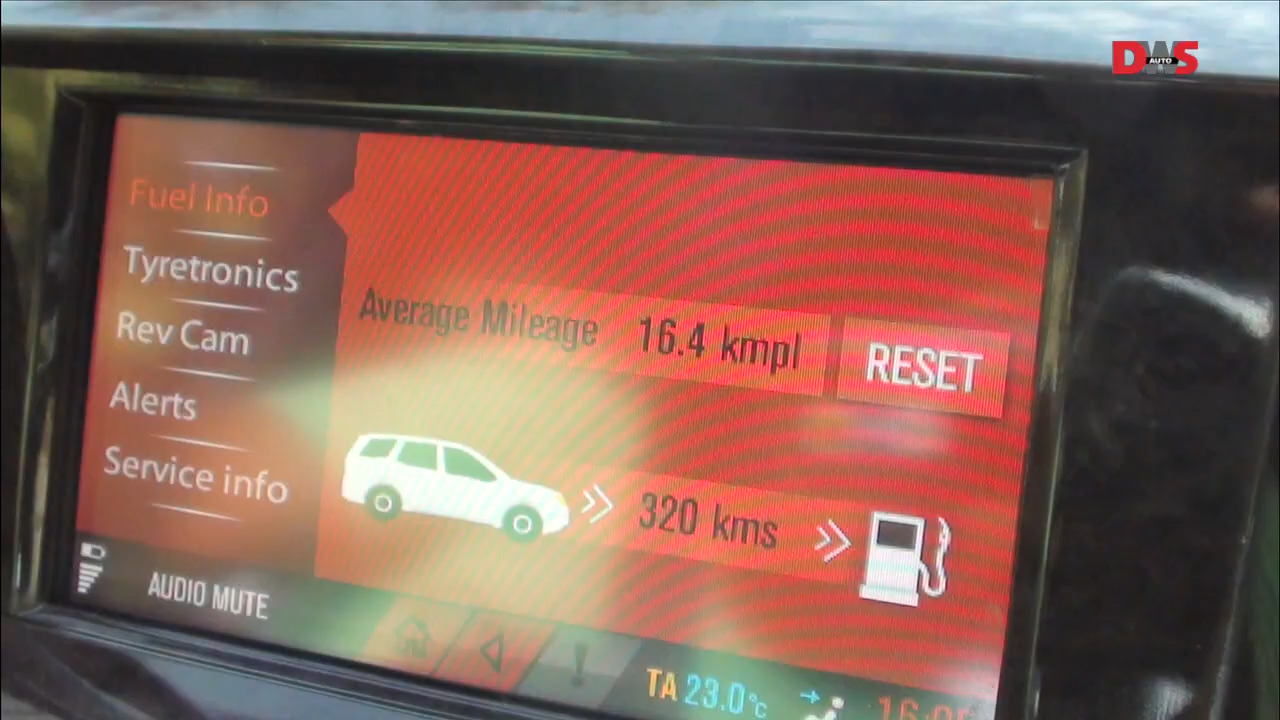 DWS
AUTO
Fuel Info
Tyretronics
Rev Cam
Alerts
Service info
Average Mileage 16.4 kmpl RESET
320 kms
AUDIO MUTE
TA 23.0°c